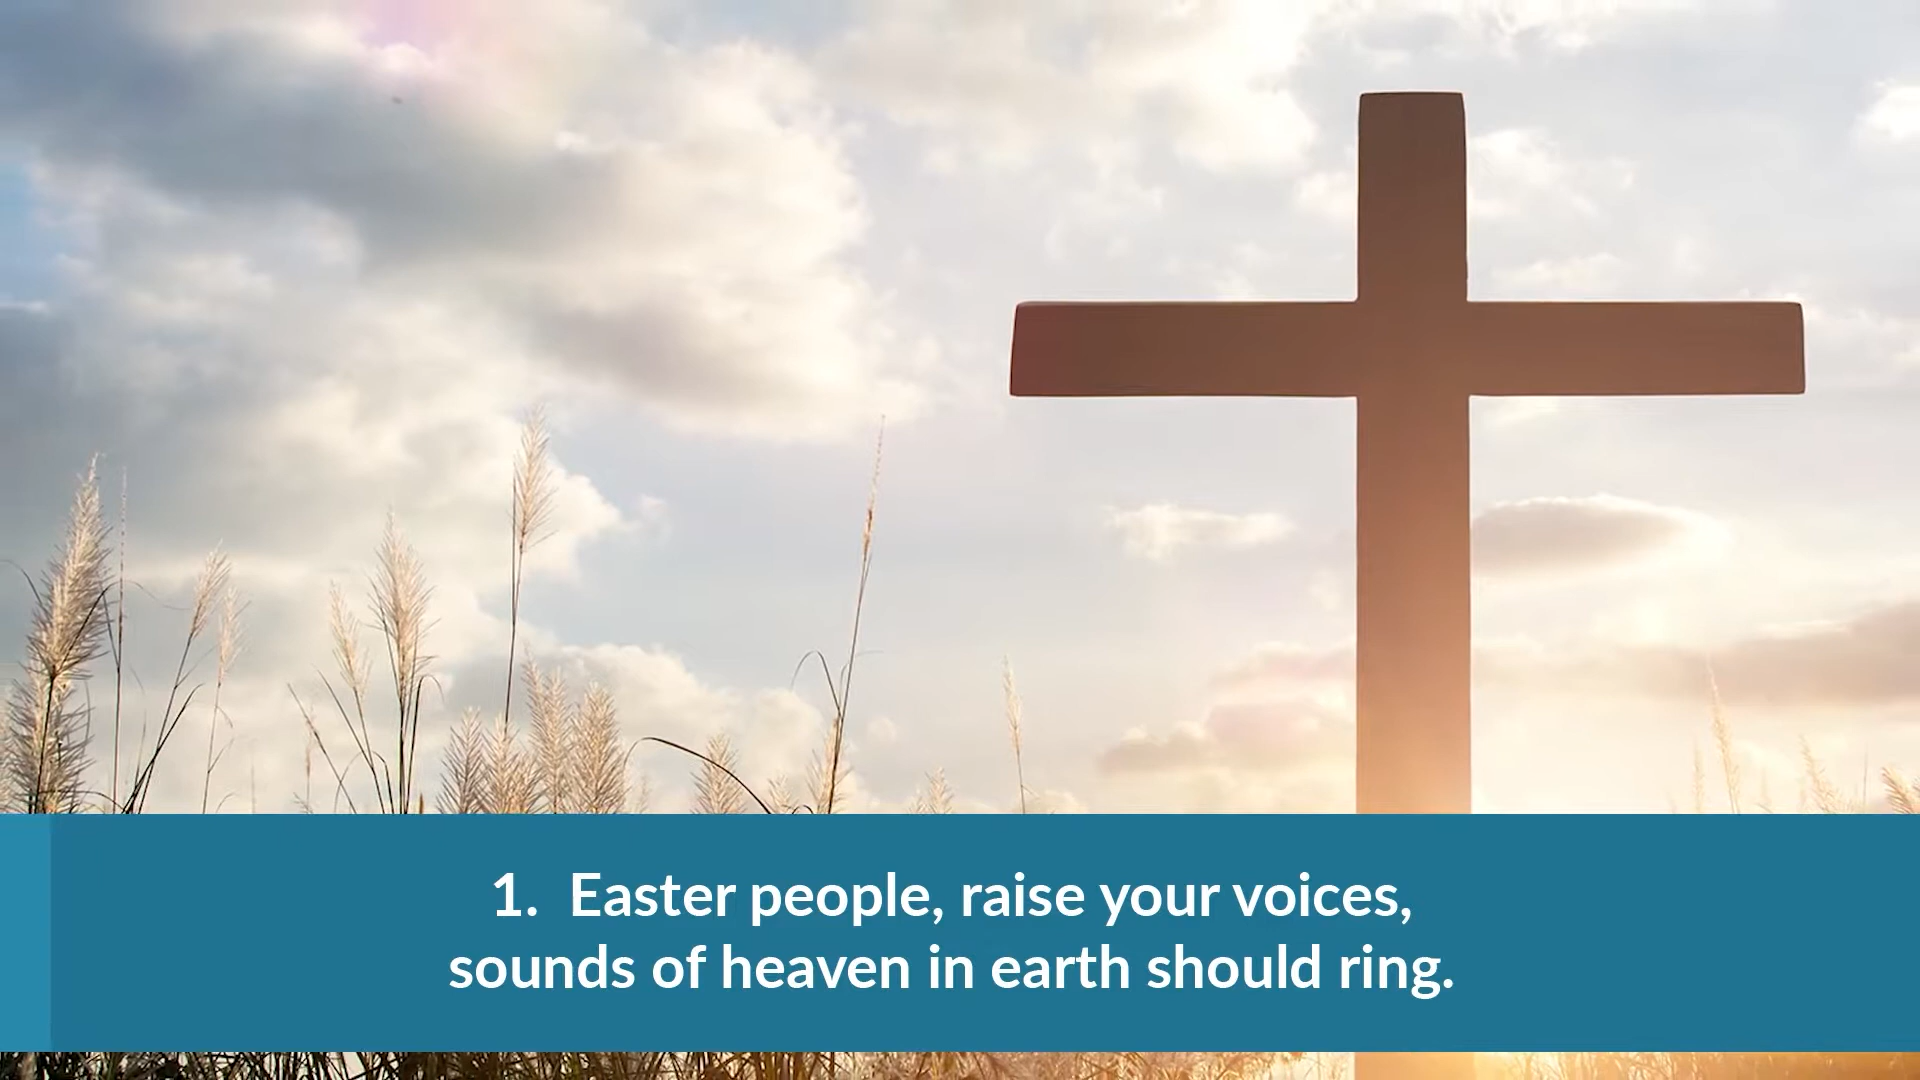 1. Easter people, raise your voices,
sounds of heaven in earth should ring.